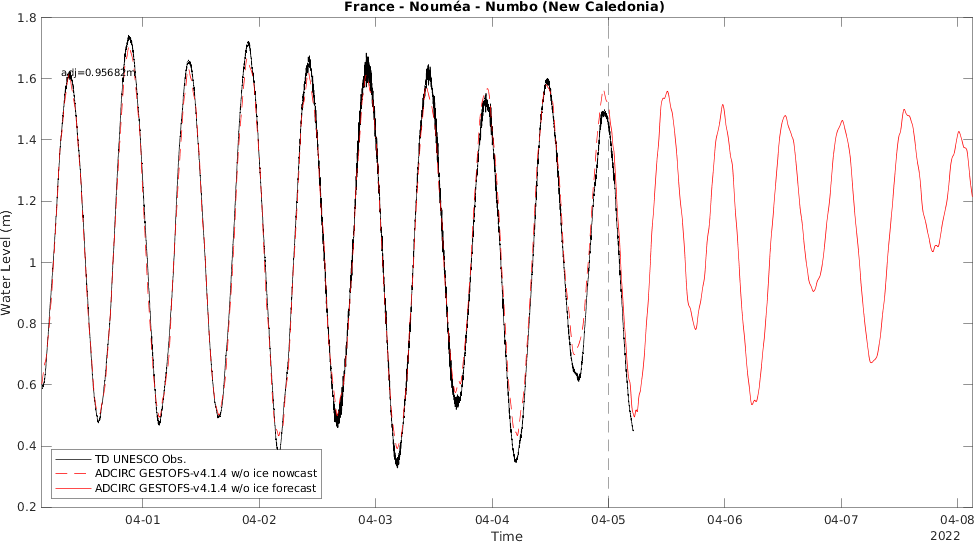 France - Nouméa - Numbo (New Caledonia)
1.8
1.6
1.4
1.2
1
0.8
0.6
0.4
0.2
Water Level (m)
adj=0.95682m
TD UNESCO Obs.
ADCIRC GESTOFS-v4.1.4 w/o ice nowcast
ADCIRC GESTOFS-v4.1.4 w/o ice forecast
04-01 04-02 04-03 04-04 04-05 04-06 04-07 04-08
Time
2022